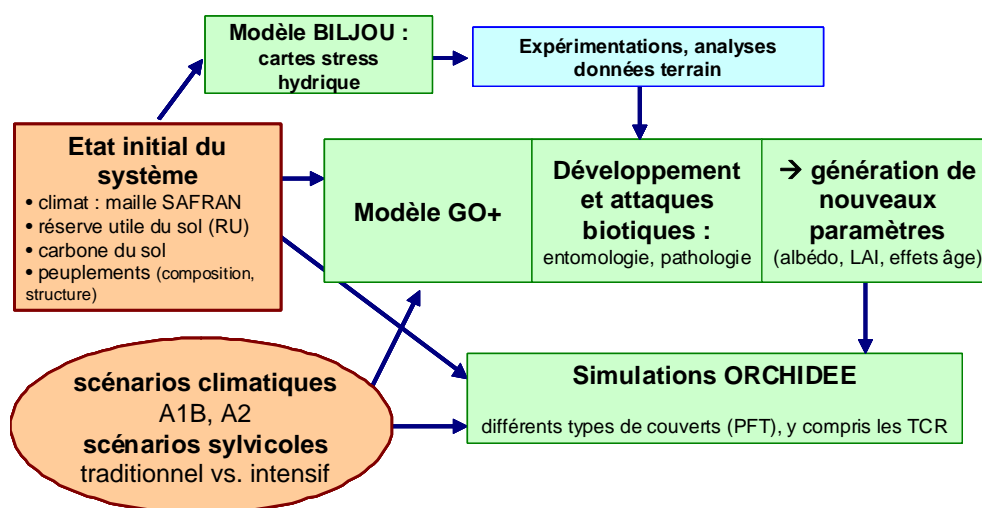 Modèle BILJOU :
cartes stress
hydrique
Expérimentations, analyses
données terrain
Etat initial du
système
• climat : maille SAFRAN
• réserve utile du sol (RU)
• carbone du sol
• peuplements (composition,
structure)
Modèle GO+
Développement
et attaques
biotiques :
entomologie, pathologie
→ génération de
nouveaux
paramètres
(albédo, LAI, effets âge)
scénarios climatiques
A1B, A2
scénarios sylvicoles
traditionnel vs. intensif
Simulations ORCHIDEE
différents types de couverts (PFT), y compris les TCR